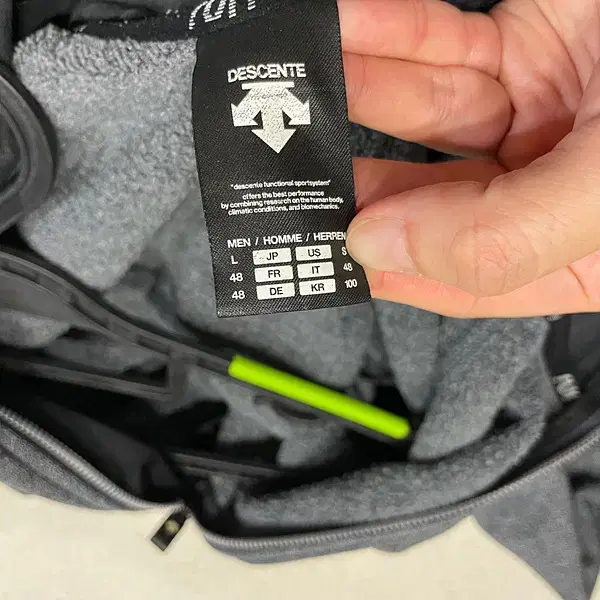 DESCENTE
"descente functional sportsystem"
offers the best performance
by combining research on the human body,
climatic conditions, and biomechanics.
MEN / HOMME / HERREN
L JP US S
48 FR IT 48
48 DE KR 100